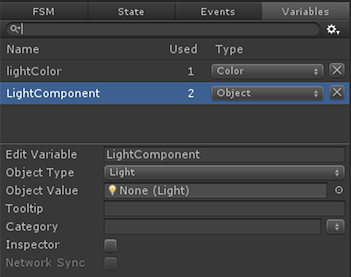 FSM State Events Variables
Name Used Type
lightColor 1 Color
LightComponent 2 Object
Edit Variable LightComponent
Object Type Light
Object Value None (Light)
Tooltip
Category
Inspector
Network Sync